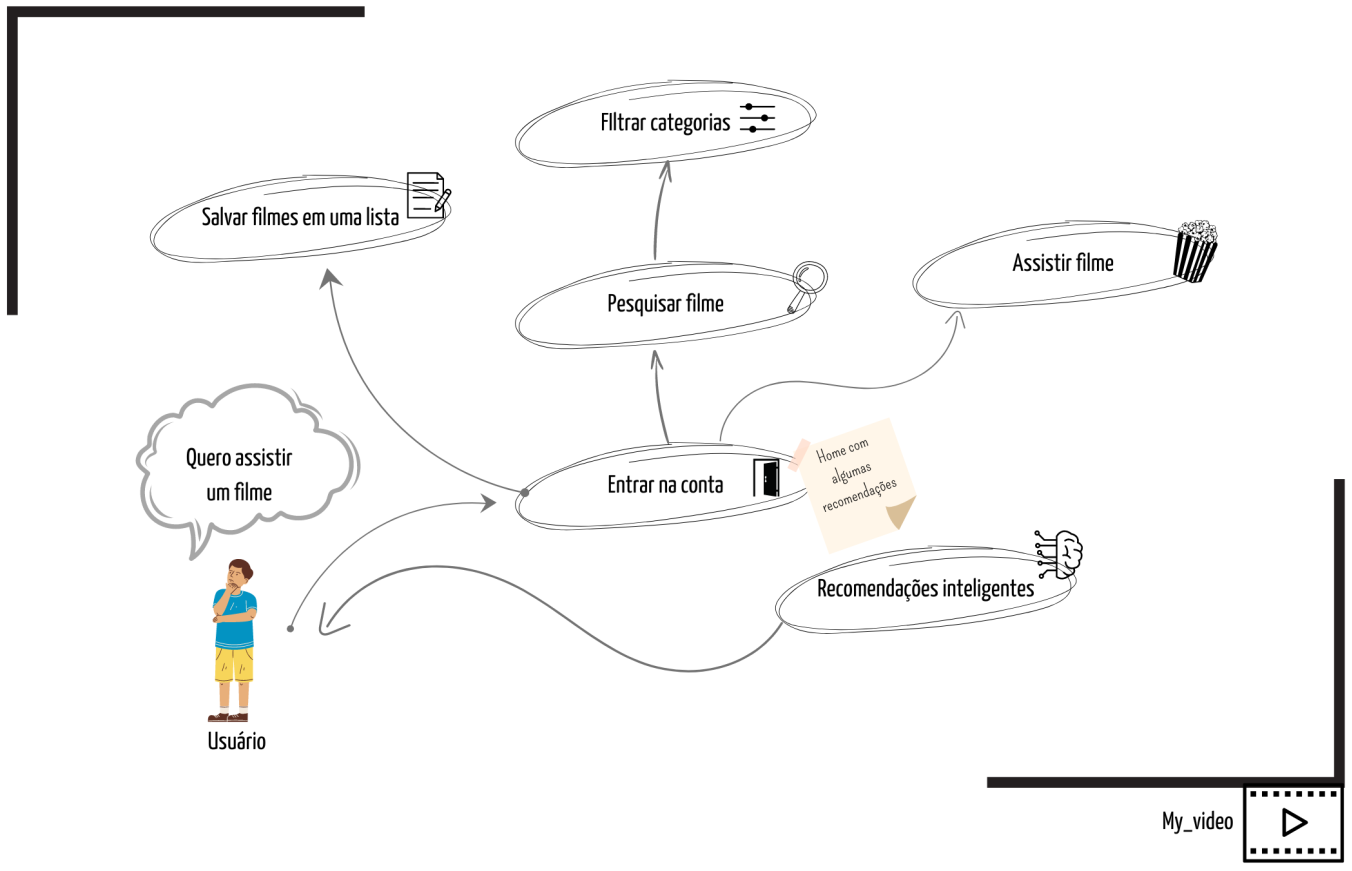 FIltrar categorias
Salvar filmes em uma lista
Assistir filme
Pesquisar filme
Quero assistir
um filme
Entrar na conta
Home com
algumas
recomendações
Recomendações inteligentes
Usuário
My_video